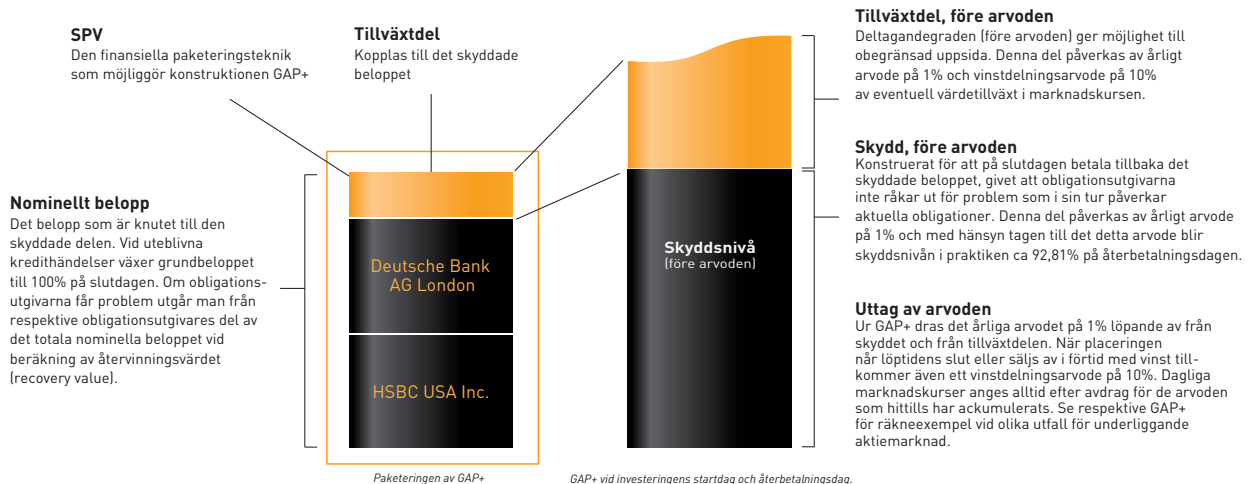 SPV
Den finansiella paketeringsteknik
som möjliggör konstruktionen GAP+
Tillväxtdel
Kopplas till det skyddade
beloppet
Nominellt belopp
Det belopp som är knutet till den
skyddade delen. Vid uteblivna
kredithändelser växer grundbeloppet
till 100% på slutdagen. Om obligations-
utgivarna får problem utgår man från
respektive obligationsutgivares del av
det totala nominella beloppet vid
beräkning av återvinningsvärdet
(recovery value).
Deutsche Bank
AG London
HSBC USA Inc.
Paketeringen av GAP+
Skyddsnivå
(före arvoden)
GAP+ vid investeringens startdag och återbetalningsdag.
Tillväxtdel, före arvoden
Deltagandegraden (före arvoden) ger möjlighet till
obegränsad uppsida. Denna del påverkas av årligt
arvode på 1% och vinstdelningsarvode på 10%
av eventuell värdetillväxt i marknadskursen.
Skydd, före arvoden
Konstruerat för att på slutdagen betala tillbaka det
skyddade beloppet, givet att obligationsutgivarna
inte råkar ut för problem som i sin tur påverkar
aktuella obligationer. Denna del påverkas av årligt arvode
på 1% och med hänsyn tagen till det detta arvode blir
skyddsnivån i praktiken ca 92,81% på återbetalningsdagen.
Uttag av arvoden
Ur GAP+ dras det årliga arvodet på 1% löpande av från
skyddet och från tillväxtdelen. När placeringen
når löptidens slut eller säljs av i förtid med vinst till-
kommer även ett vinstdelningsarvode på 10%. Dagliga
marknadskurser anges alltid efter avdrag för de arvoden
som hittills har ackumulerats. Se respektive GAP+
för räkneexempel vid olika utfall för underliggande
aktiemarknad.